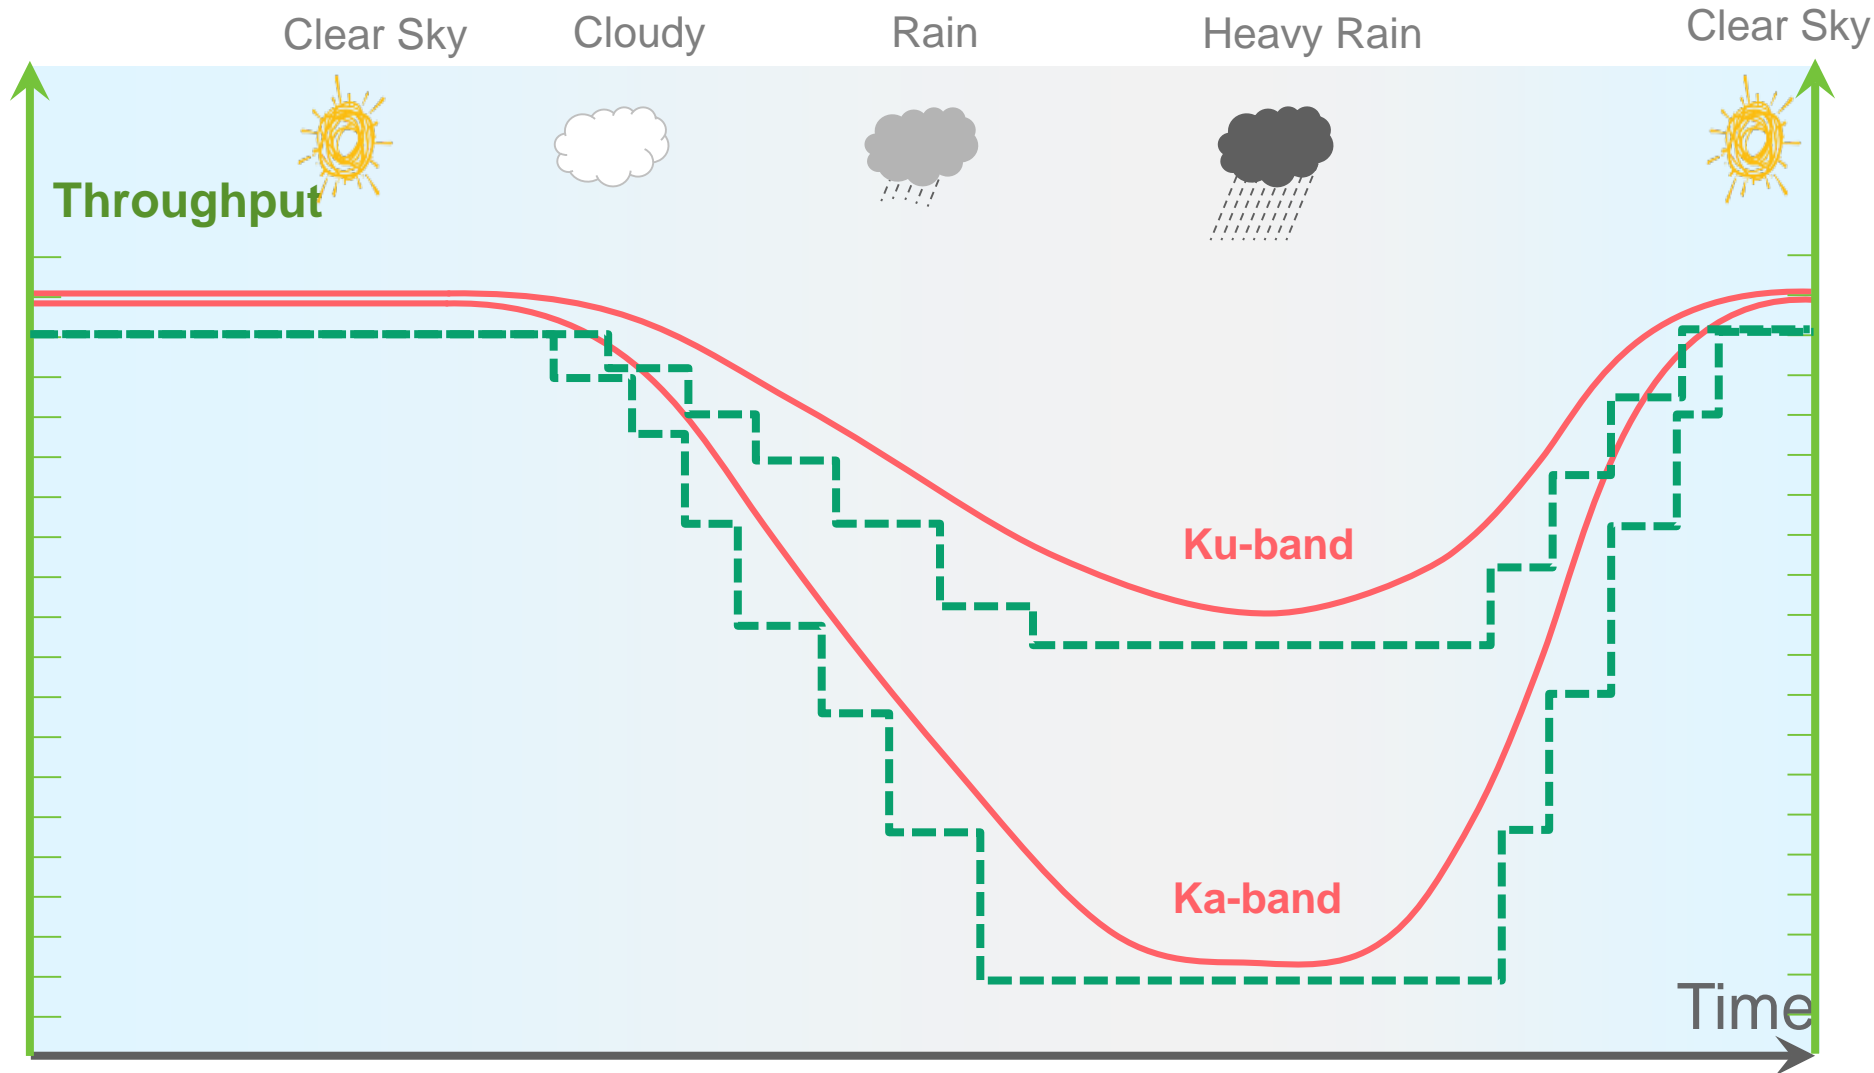 Clear Sky
Cloudy
Rain
Heavy Rain
Clear Sky
Throughput
Ku-band
Ka-band
Time